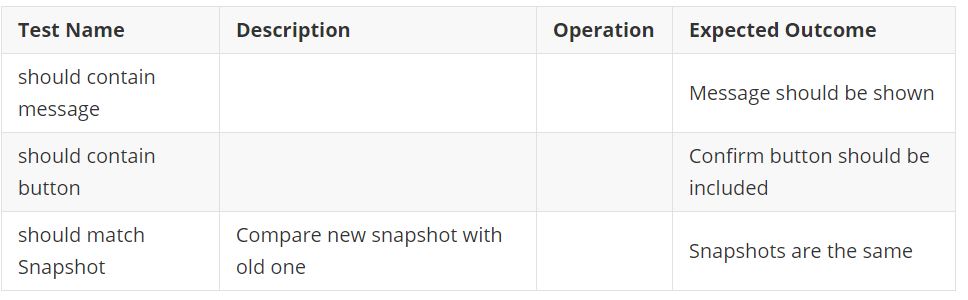 Test Name Description Operation Expected Outcome
should contain
message
Message should be shown
should contain
button
Confirm button should be
included
should match
Snapshot
Compare new snapshot with
old one
Snapshots are the same